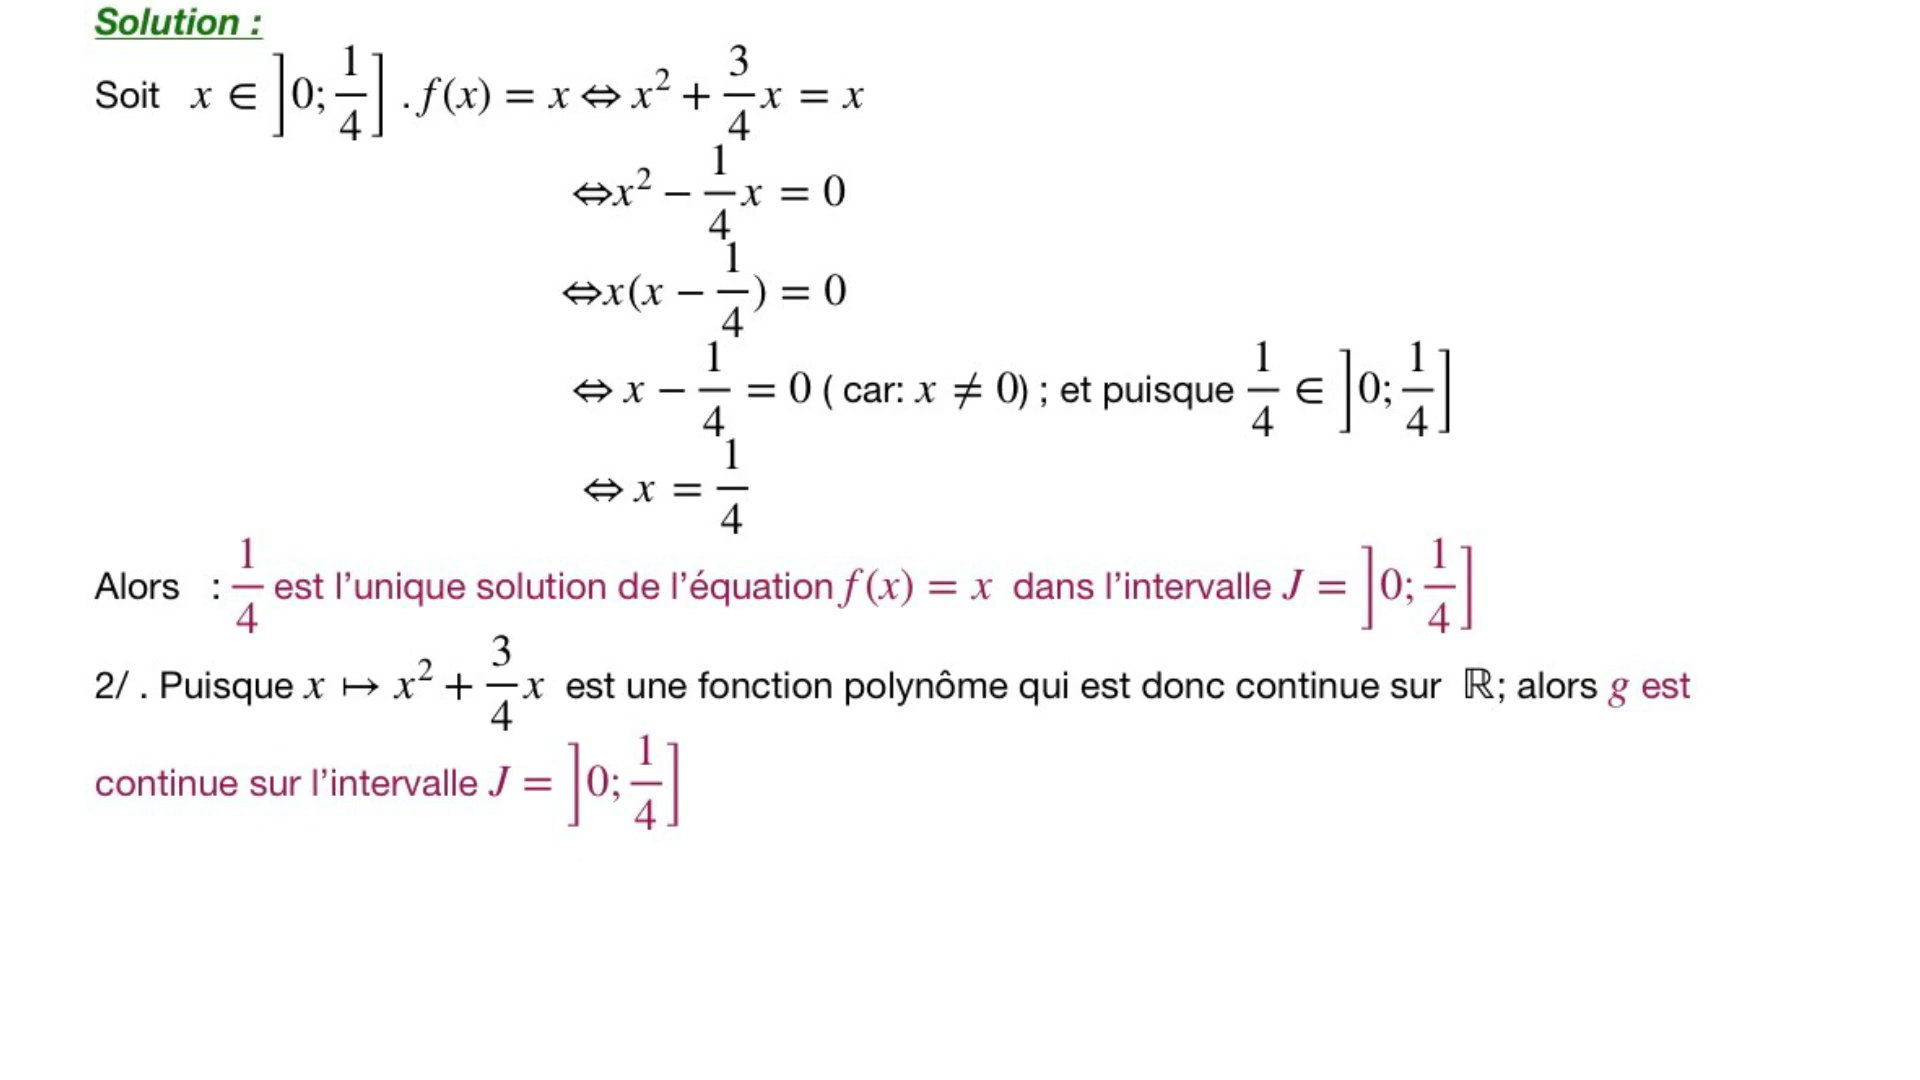 Solution :
Soit x ∈ ]0; 1/4] . f(x) = x ⇔ x² + 3/4 x = x
⇔ x² − 1/4 x = 0
⇔ x(x − 1/4) = 0
⇔ x − 1/4 = 0 ( car: x ≠ 0) ; et puisque 1/4 ∈ ]0; 1/4]
⇔ x = 1/4
Alors : 1/4 est l’unique solution de l’équation f(x) = x dans l’intervalle J = ]0; 1/4]
2/ . Puisque x ↦ x² + 3/4 x est une fonction polynôme qui est donc continue sur ℝ; alors g est
continue sur l’intervalle J = ]0; 1/4]